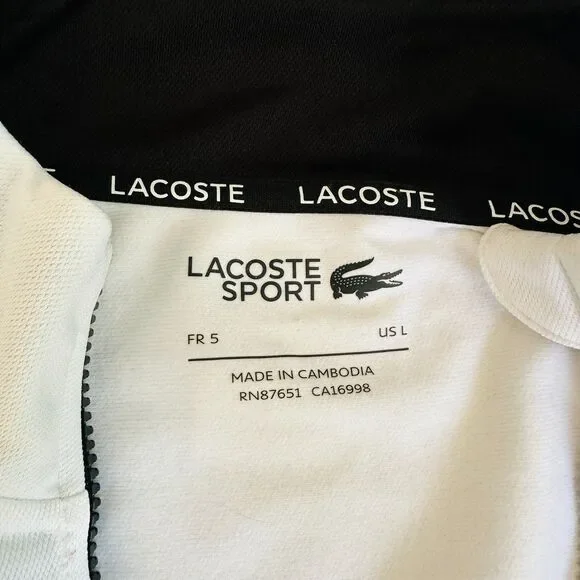 LACOSTE LACOSTE LACOS
LACOSTE
SPORT
FR 5 US L
MADE IN CAMBODIA
RN87651 CA16998